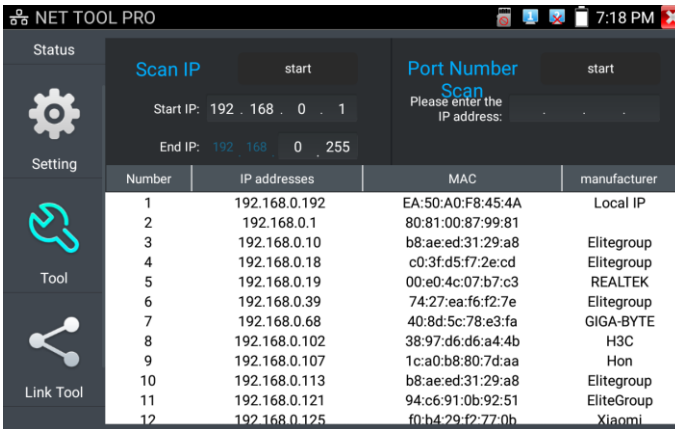 NET TOOL PRO 1 2 7:18 PM
Status
Setting
Tool
Link Tool
Scan IP start
Start IP: 192 . 168 . 0 . 1
End IP: 192 . 168 . 0 . 255
Port Number Scan start
Please enter the
IP address: . . .
Number IP addresses MAC manufacturer
1 192.168.0.192 EA:50:A0:F8:45:4A Local IP
2 192.168.0.1 80:81:00:87:99:81
3 192.168.0.10 b8:ae:ed:31:29:a8 Elitegroup
4 192.168.0.18 c0:3f:d5:f7:2e:cd Elitegroup
5 192.168.0.19 00:e0:4c:07:b7:c3 REALTEK
6 192.168.0.39 74:27:ea:f6:f2:7e Elitegroup
7 192.168.0.68 40:8d:5c:78:e3:fa GIGA-BYTE
8 192.168.0.102 38:97:d6:d6:a4:4b H3C
9 192.168.0.107 1c:a0:b8:80:7d:aa Hon
10 192.168.0.113 b8:ae:ed:31:29:a8 Elitegroup
11 192.168.0.121 94:c6:91:0b:92:51 EliteGroup
12 192.168.0.125 f0:b4:29:f2:77:0b Xiaomi